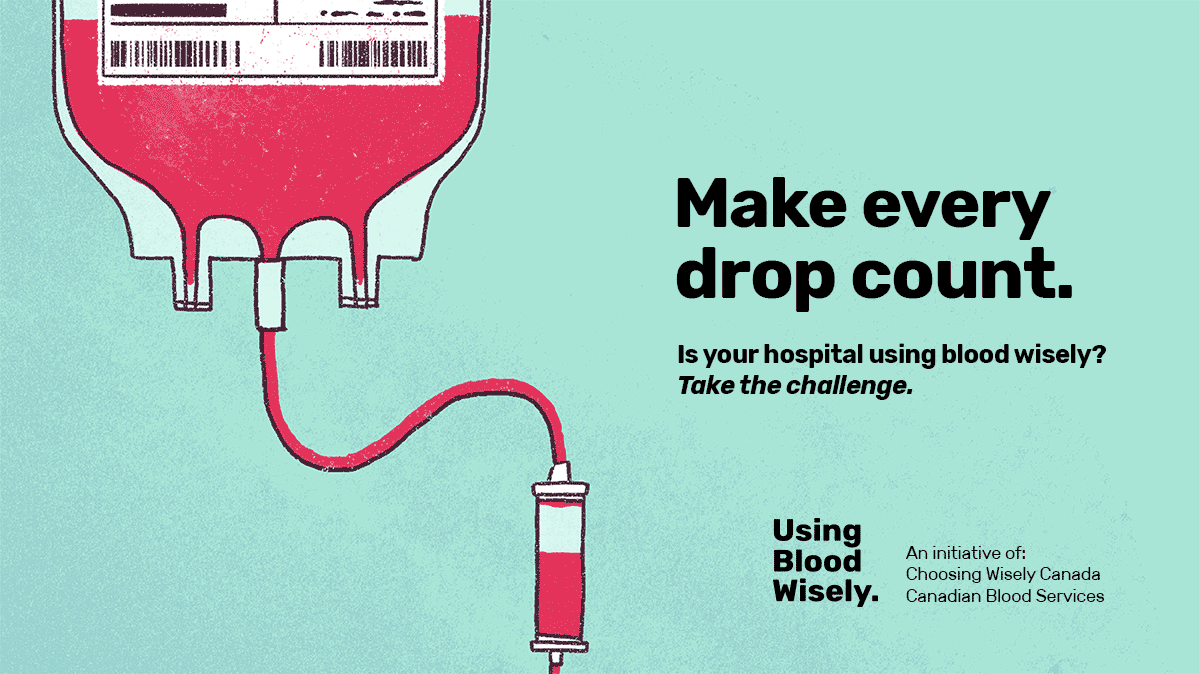 Make every
drop count.
Is your hospital using blood wisely?
Take the challenge.
Using
Blood
Wisely.
An initiative of:
Choosing Wisely Canada
Canadian Blood Services